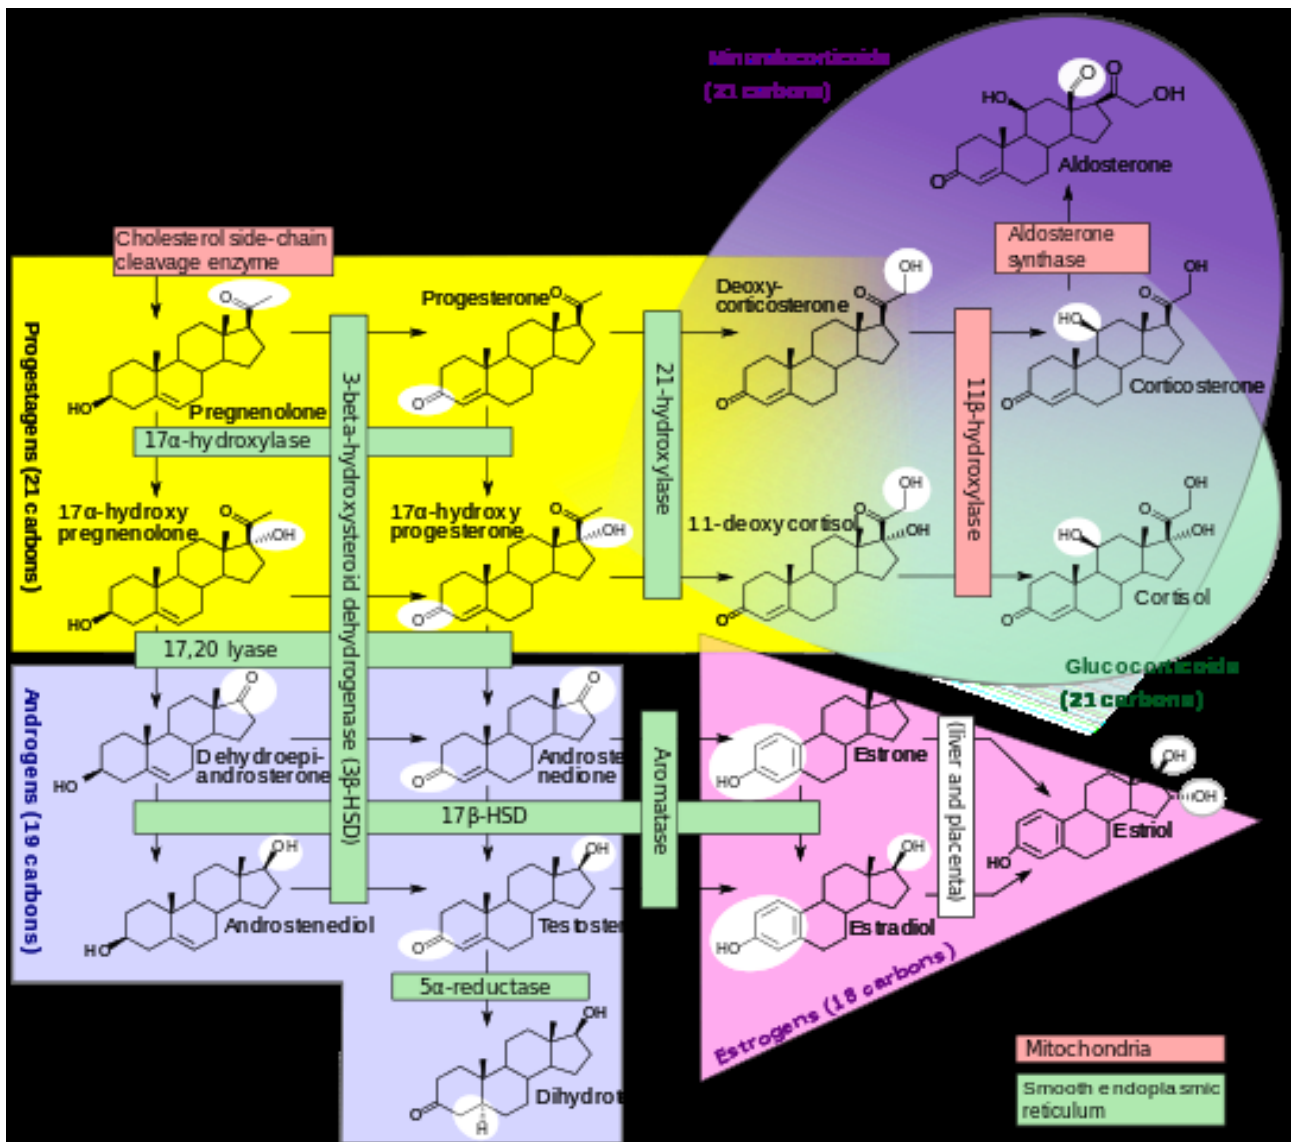 Mineralocorticoids
(21 carbons)
O
O
HO
OH
O
Aldosterone
Cholesterol side-chain
cleavage enzyme
Aldosterone
synthase
Progestagens (21 carbons)
O
HO
Pregnenolone
Progesterone
O
O
3-beta-hydroxysteroid dehydrogenase (3β-HSD)
21-hydroxylase
Deoxy-
corticosterone
OH
O
O
11β-hydroxylase
OH
O
HO
O
Corticosterone
17α-hydroxylase
17α-hydroxy
pregnenolone
O
OH
HO
17α-hydroxy
progesterone
O
OH
O
11-deoxycortisol
OH
O
OH
O
OH
O
HO
OH
O
Cortisol
17,20 lyase
Glucocorticoids
(21 carbons)
Androgens (19 carbons)
O
HO
Dehydroepi-
androsterone
O
O
Androste
nedione
Aromatase
HO
Estrone
(liver and placental)
OH
OH
HO
Estriol
17β-HSD
OH
HO
Androstenediol
OH
O
Testoster
OH
HO
Estradiol
Estrogens (18 carbons)
5α-reductase
OH
O
H
Dihydrot
Mitochondria
Smooth endoplasmic
reticulum